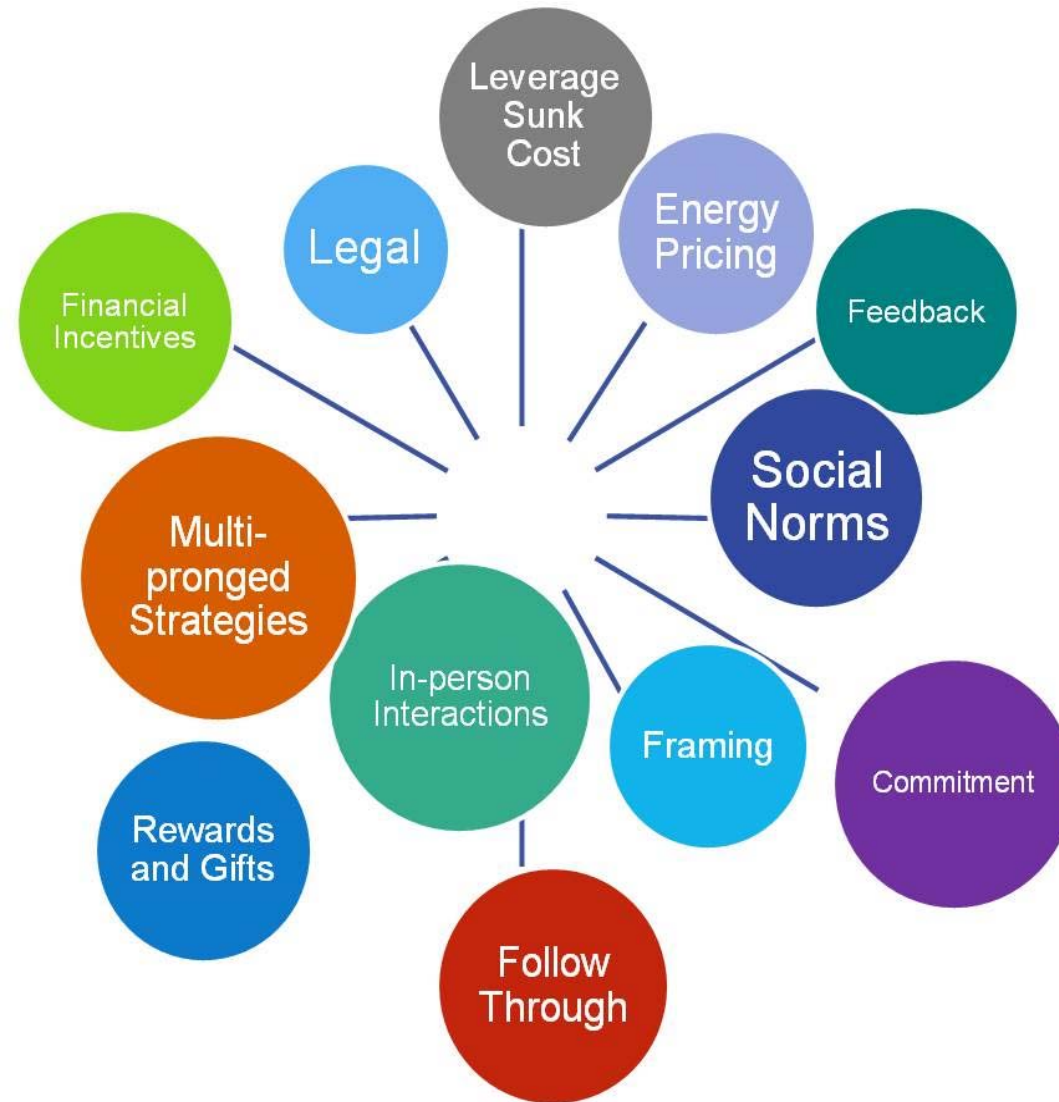 Leverage
Sunk
Cost
Energy
Pricing
Legal
Financial
Incentives
Feedback
Social
Norms
Multi-
pronged
Strategies
In-person
Interactions
Framing
Commitment
Rewards
and Gifts
Follow
Through